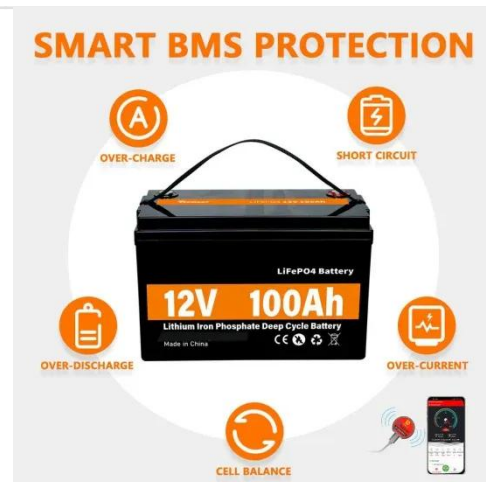 SMART BMS PROTECTION
OVER-CHARGE
SHORT CIRCUIT
LiFePO4 Battery
12V 100Ah
Lithium Iron Phosphate Deep Cycle Battery
Made in China
CE
OVER-DISCHARGE
OVER-CURRENT
CELL BALANCE